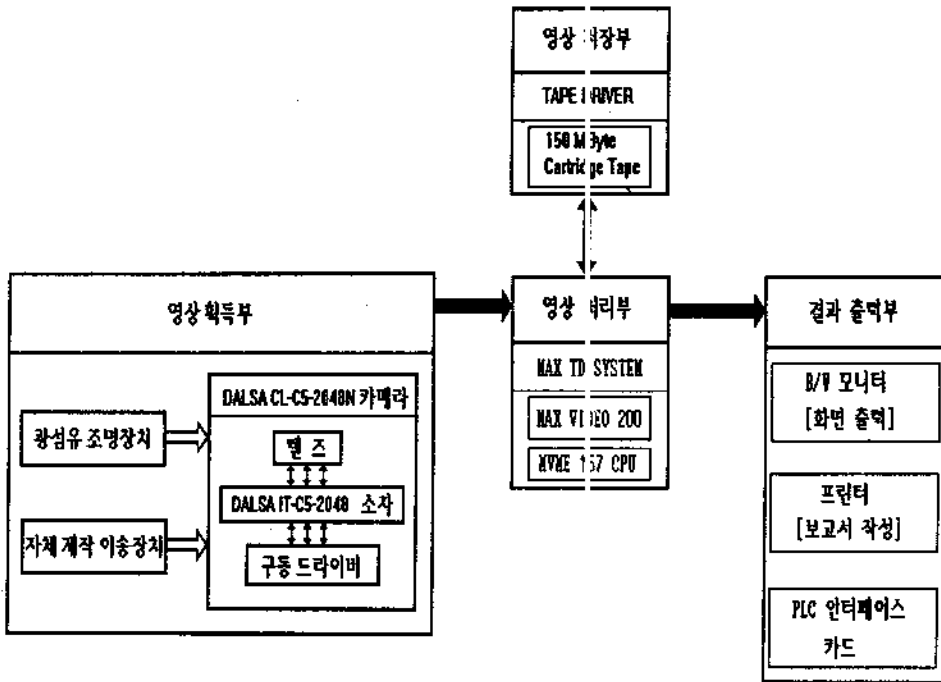 영상 저장부
TAPE DRIVER
150 MByte
Cartridge Tape
영상 획득부
영상 처리부
결과 출력부
DALSA CL-C5-2048N 카메라
광섬유 조명장치
렌 즈
DALSA IT-C5-2048 소자
자체 제작 이송장치
구동 드라이버
MAX TD SYSTEM
MAX VIDEO 200
MVME 167 CPU
B/W 모니터
[화면 출력]
프린터
[보고서 작성]
PLC 인터페이스
카드